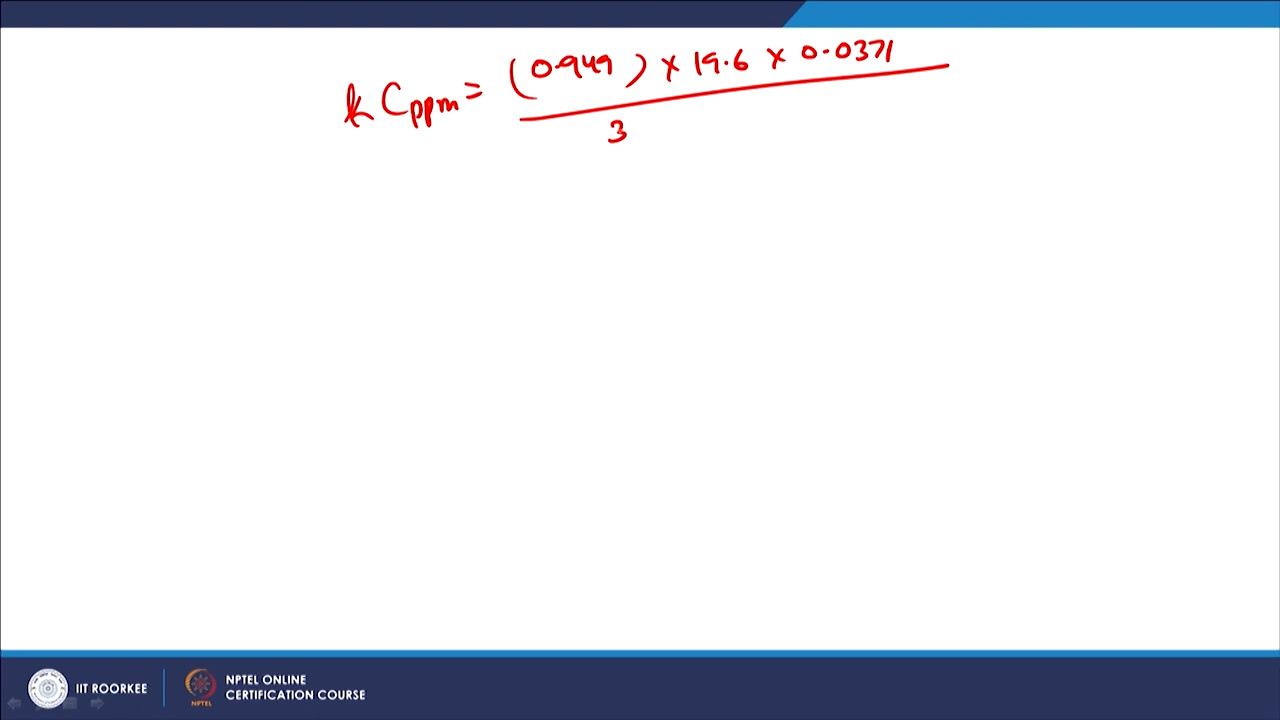 k Cppm = (0.949) × 19.6 × 0.0371
3
IIT ROORKEE
NPTEL ONLINE
CERTIFICATION COURSE
NPTEL